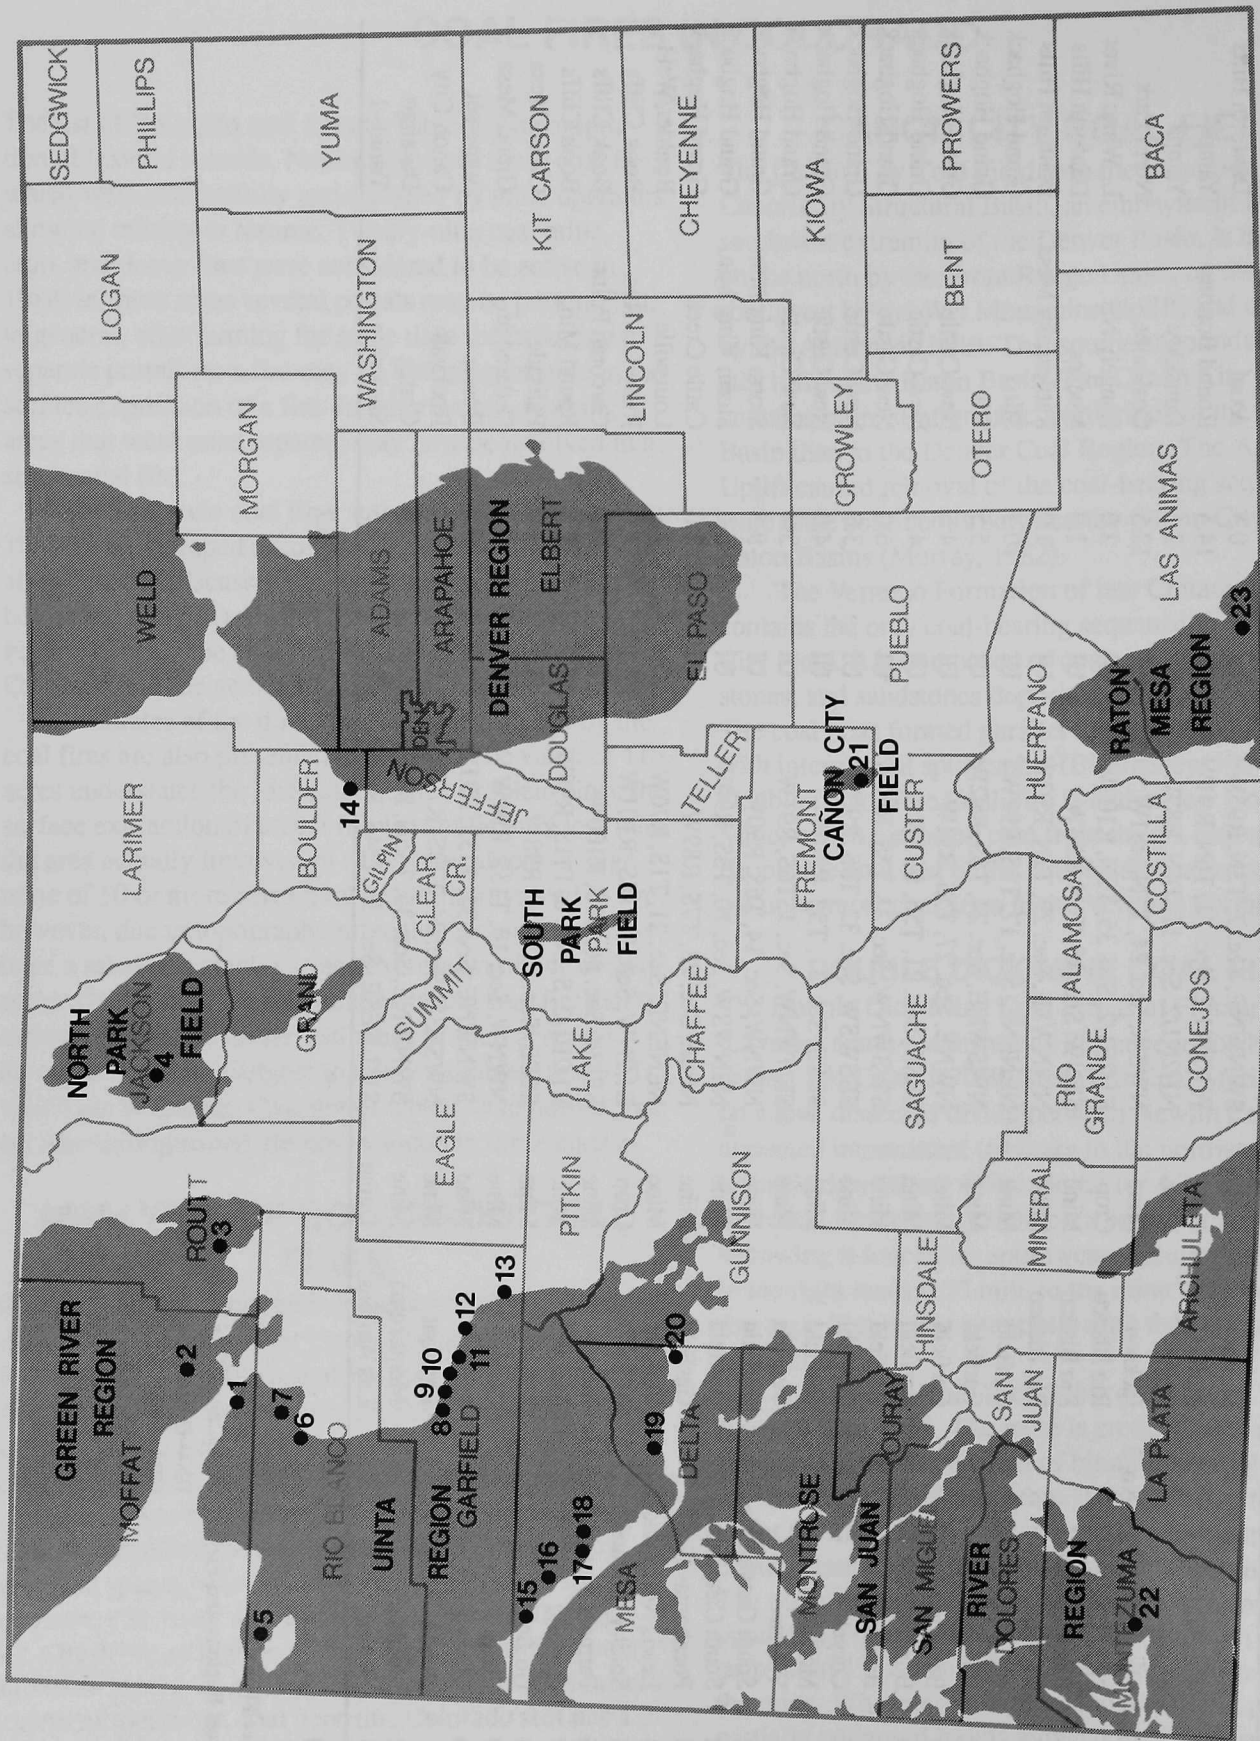 SEDGWICK
PHILLIPS
LOGAN
YUMA
WELD
MORGAN
WASHINGTON
LARIMER
NORTH
PARK
JACKSON
4
FIELD
GRAND
BOULDER
14
GILPIN
CLEAR
CR.
JEFFERSON
ADAMS
ARAPAHOE
DENVER REGION
ELBERT
DOUGLAS
KIT CARSON
LINCOLN
CHEYENNE
KIOWA
PROWERS
BENT
CROWLEY
OTERO
BACA
LAS ANIMAS
EL PASO
TELLER
PUEBLO
SOUTH
PARK
PARK
FIELD
SUMMIT
LAKE
CHAFFEE
FREMONT
CAÑON CITY
21
FIELD
CUSTER
HUERFANO
RATON
MESA
REGION
23
COSTILLA
ALAMOSA
CONEJOS
RIO
GRANDE
SAGUACHE
MINERAL
EAGLE
PITKIN
GUNNISON
HINSDALE
ARCHULETA
ROUTT
3
GREEN RIVER
REGION
MOFFAT
2
1
7
6
5
RIO BLANCO
UINTA
REGION
GARFIELD
8
9
10
11
12
13
15
16
17
18
MESA
19
20
DELTA
MONTROSE
OURAY
SAN JUAN
SAN MIGUEL
RIVER
DOLORES
SAN
JUAN
REGION
MONTEZUMA
22
LA PLATA